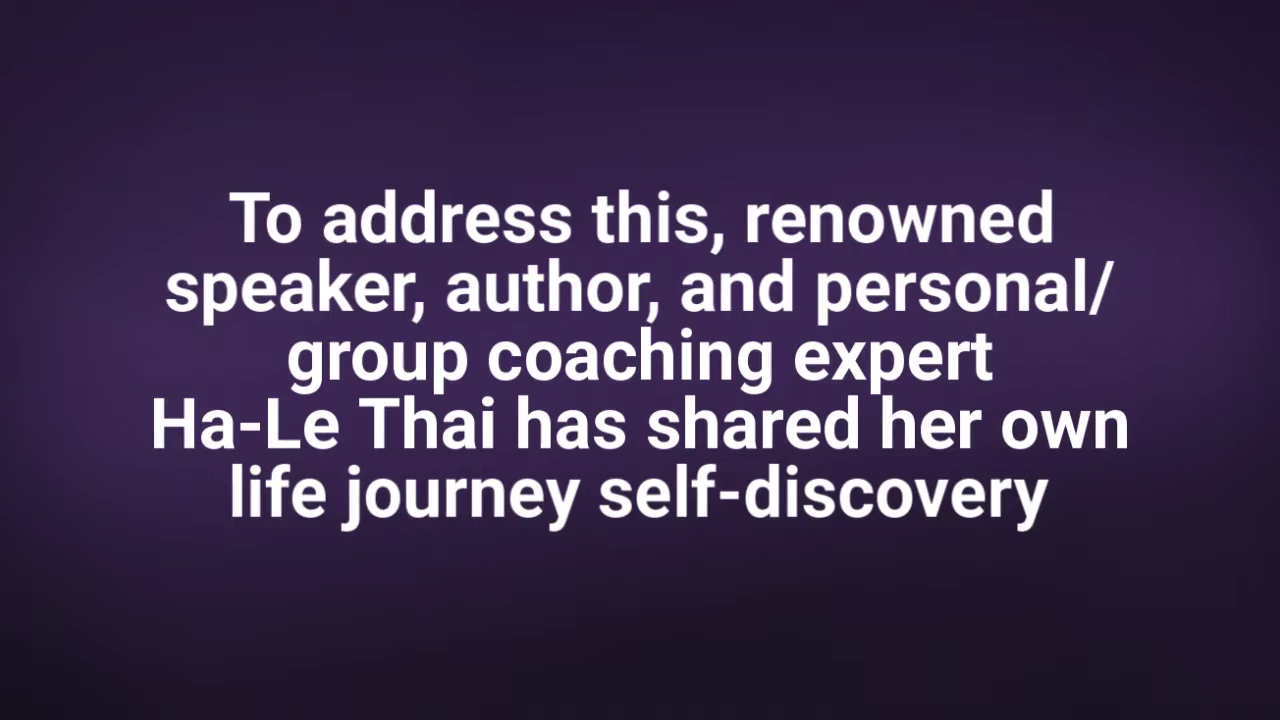 To address this, renowned
speaker, author, and personal/
group coaching expert
Ha-Le Thai has shared her own
life journey self-discovery